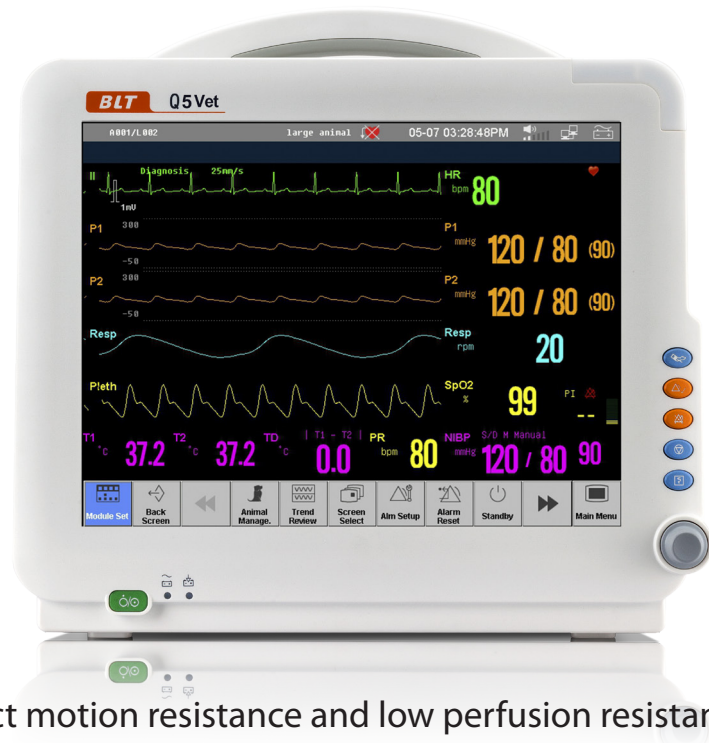 BLT Q5Vet
A001/L002 large animal 05-07 03:28:48PM
II Diagnosis 25mm/s HR
bpm 80
1mV
P1 300 P1
mmHg 120 / 80 (90)
-50
P2 300 P2
mmHg 120 / 80 (90)
-50
Resp Resp
rpm 20
Pleth SpO2
% 99 PI
--
T1 T2 TD | T1 - T2 | PR NIBP S/D M Manual
°C 37.2 °C 37.2 0.0 bpm 80 mmHg 120 / 80 90
Module Set Back Screen Animal Manage. Trend Review Screen Select Alm Setup Alarm Reset Standby Main Menu
ct motion resistance and low perfusion resistan